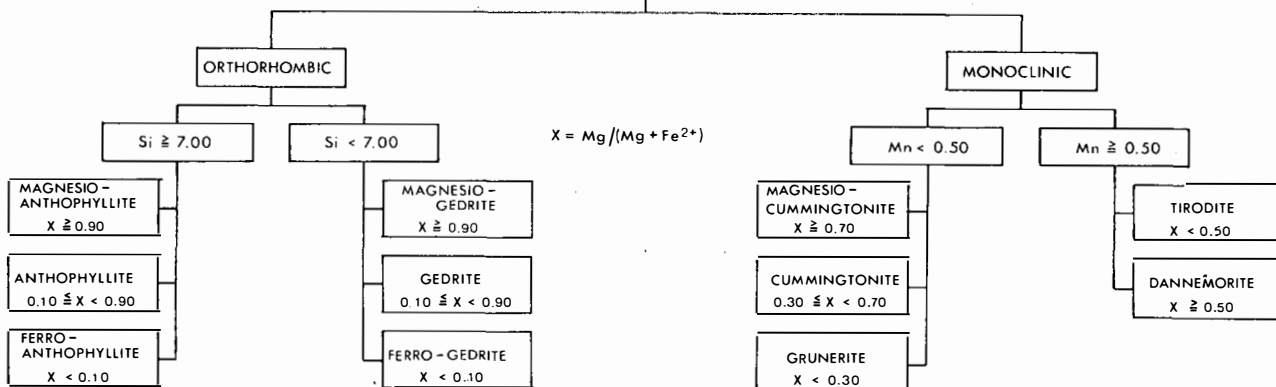 ORTHORHOMBIC
MONOCLINIC
Si ≧ 7.00
Si < 7.00
X = Mg/(Mg + Fe²⁺)
Mn < 0.50
Mn ≧ 0.50
MAGNESIO-
ANTHOPHYLLITE
X ≧ 0.90
ANTHOPHYLLITE
0.10 ≦ X < 0.90
FERRO-
ANTHOPHYLLITE
X < 0.10
MAGNESIO-
GEDRITE
X ≧ 0.90
GEDRITE
0.10 ≦ X < 0.90
FERRO-GEDRITE
X < 0.10
MAGNESIO-
CUMMINGTONITE
X ≧ 0.70
CUMMINGTONITE
0.30 ≦ X < 0.70
GRUNERITE
X < 0.30
TIRODITE
X < 0.50
DANNEMORITE
X ≧ 0.50